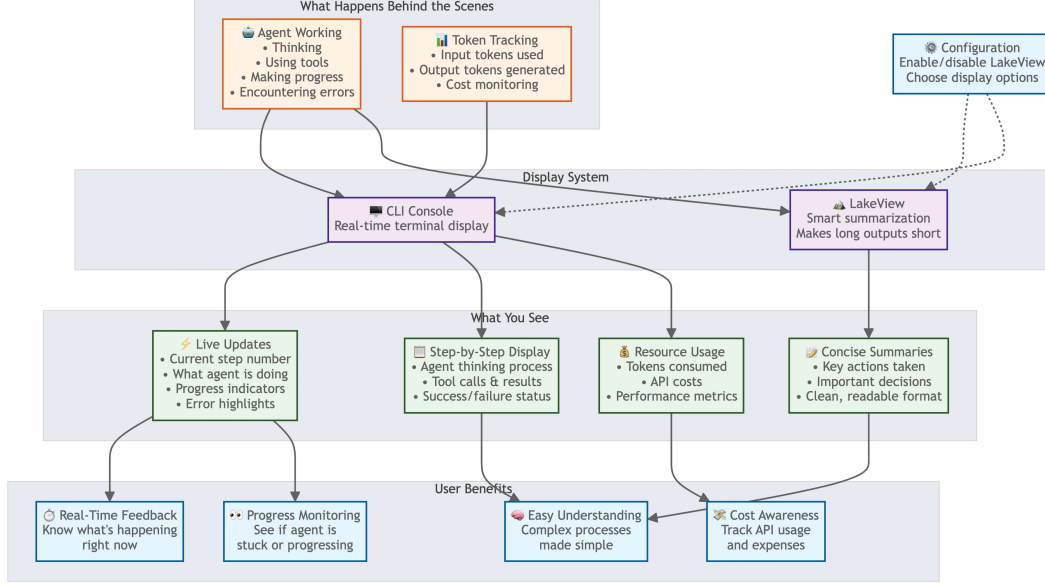 What Happens Behind the Scenes
🤖 Agent Working
• Thinking
• Using tools
• Making progress
• Encountering errors
📊 Token Tracking
• Input tokens used
• Output tokens generated
• Cost monitoring
⚙️ Configuration
Enable/disable LakeView
Choose display options
Display System
🖥️ CLI Console
Real-time terminal display
🏔️ LakeView
Smart summarization
Makes long outputs short
What You See
⚡ Live Updates
• Current step number
• What agent is doing
• Progress indicators
• Error highlights
📋 Step-by-Step Display
• Agent thinking process
• Tool calls & results
• Success/failure status
💰 Resource Usage
• Tokens consumed
• API costs
• Performance metrics
📝 Concise Summaries
• Key actions taken
• Important decisions
• Clean, readable format
User Benefits
⏱️ Real-Time Feedback
Know what's happening
right now
👀 Progress Monitoring
See if agent is
stuck or progressing
🧠 Easy Understanding
Complex processes
made simple
💸 Cost Awareness
Track API usage
and expenses